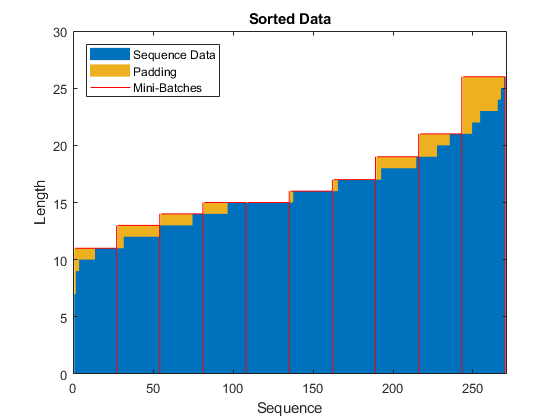 Sorted Data
30
25
20
15
10
5
0
Length
Sequence Data
Padding
Mini-Batches
0
50
100
150
200
250
Sequence